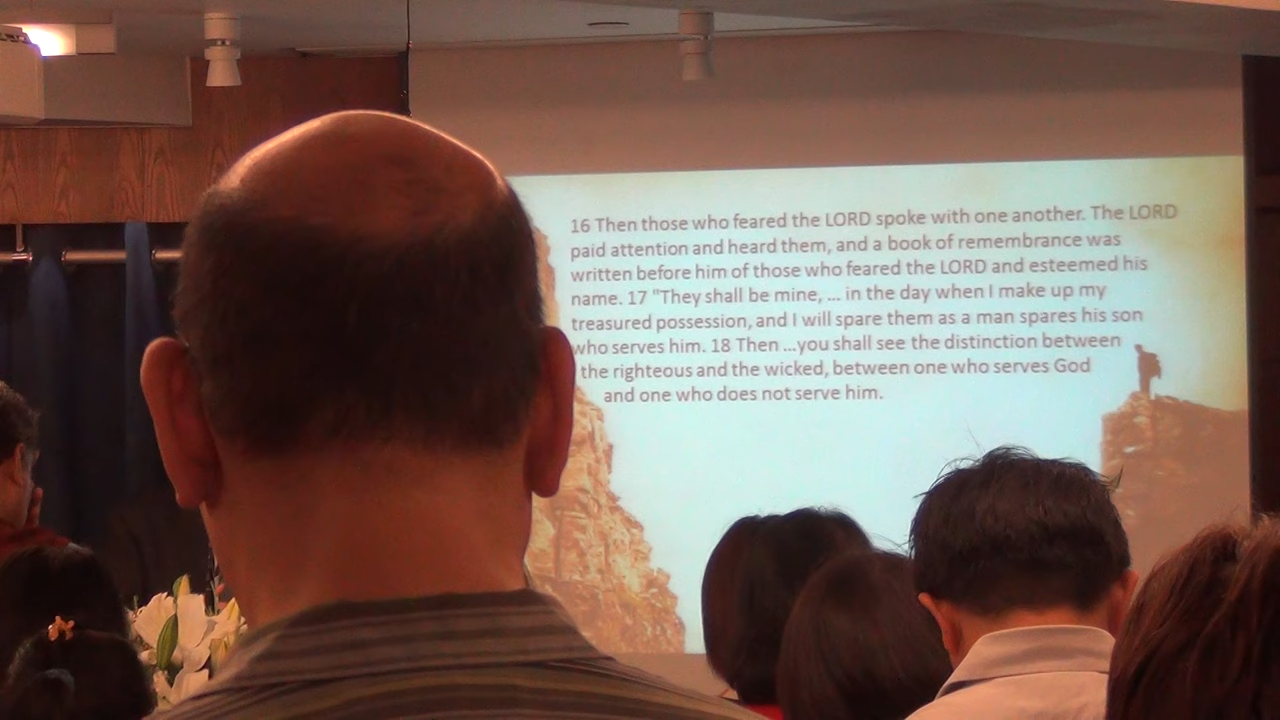 16 Then those who feared the LORD spoke with one another. The LORD
paid attention and heard them, and a book of remembrance was
written before him of those who feared the LORD and esteemed his
name. 17 "They shall be mine, ... in the day when I make up my
treasured possession, and I will spare them as a man spares his son
who serves him. 18 Then ...you shall see the distinction between
the righteous and the wicked, between one who serves God
and one who does not serve him.